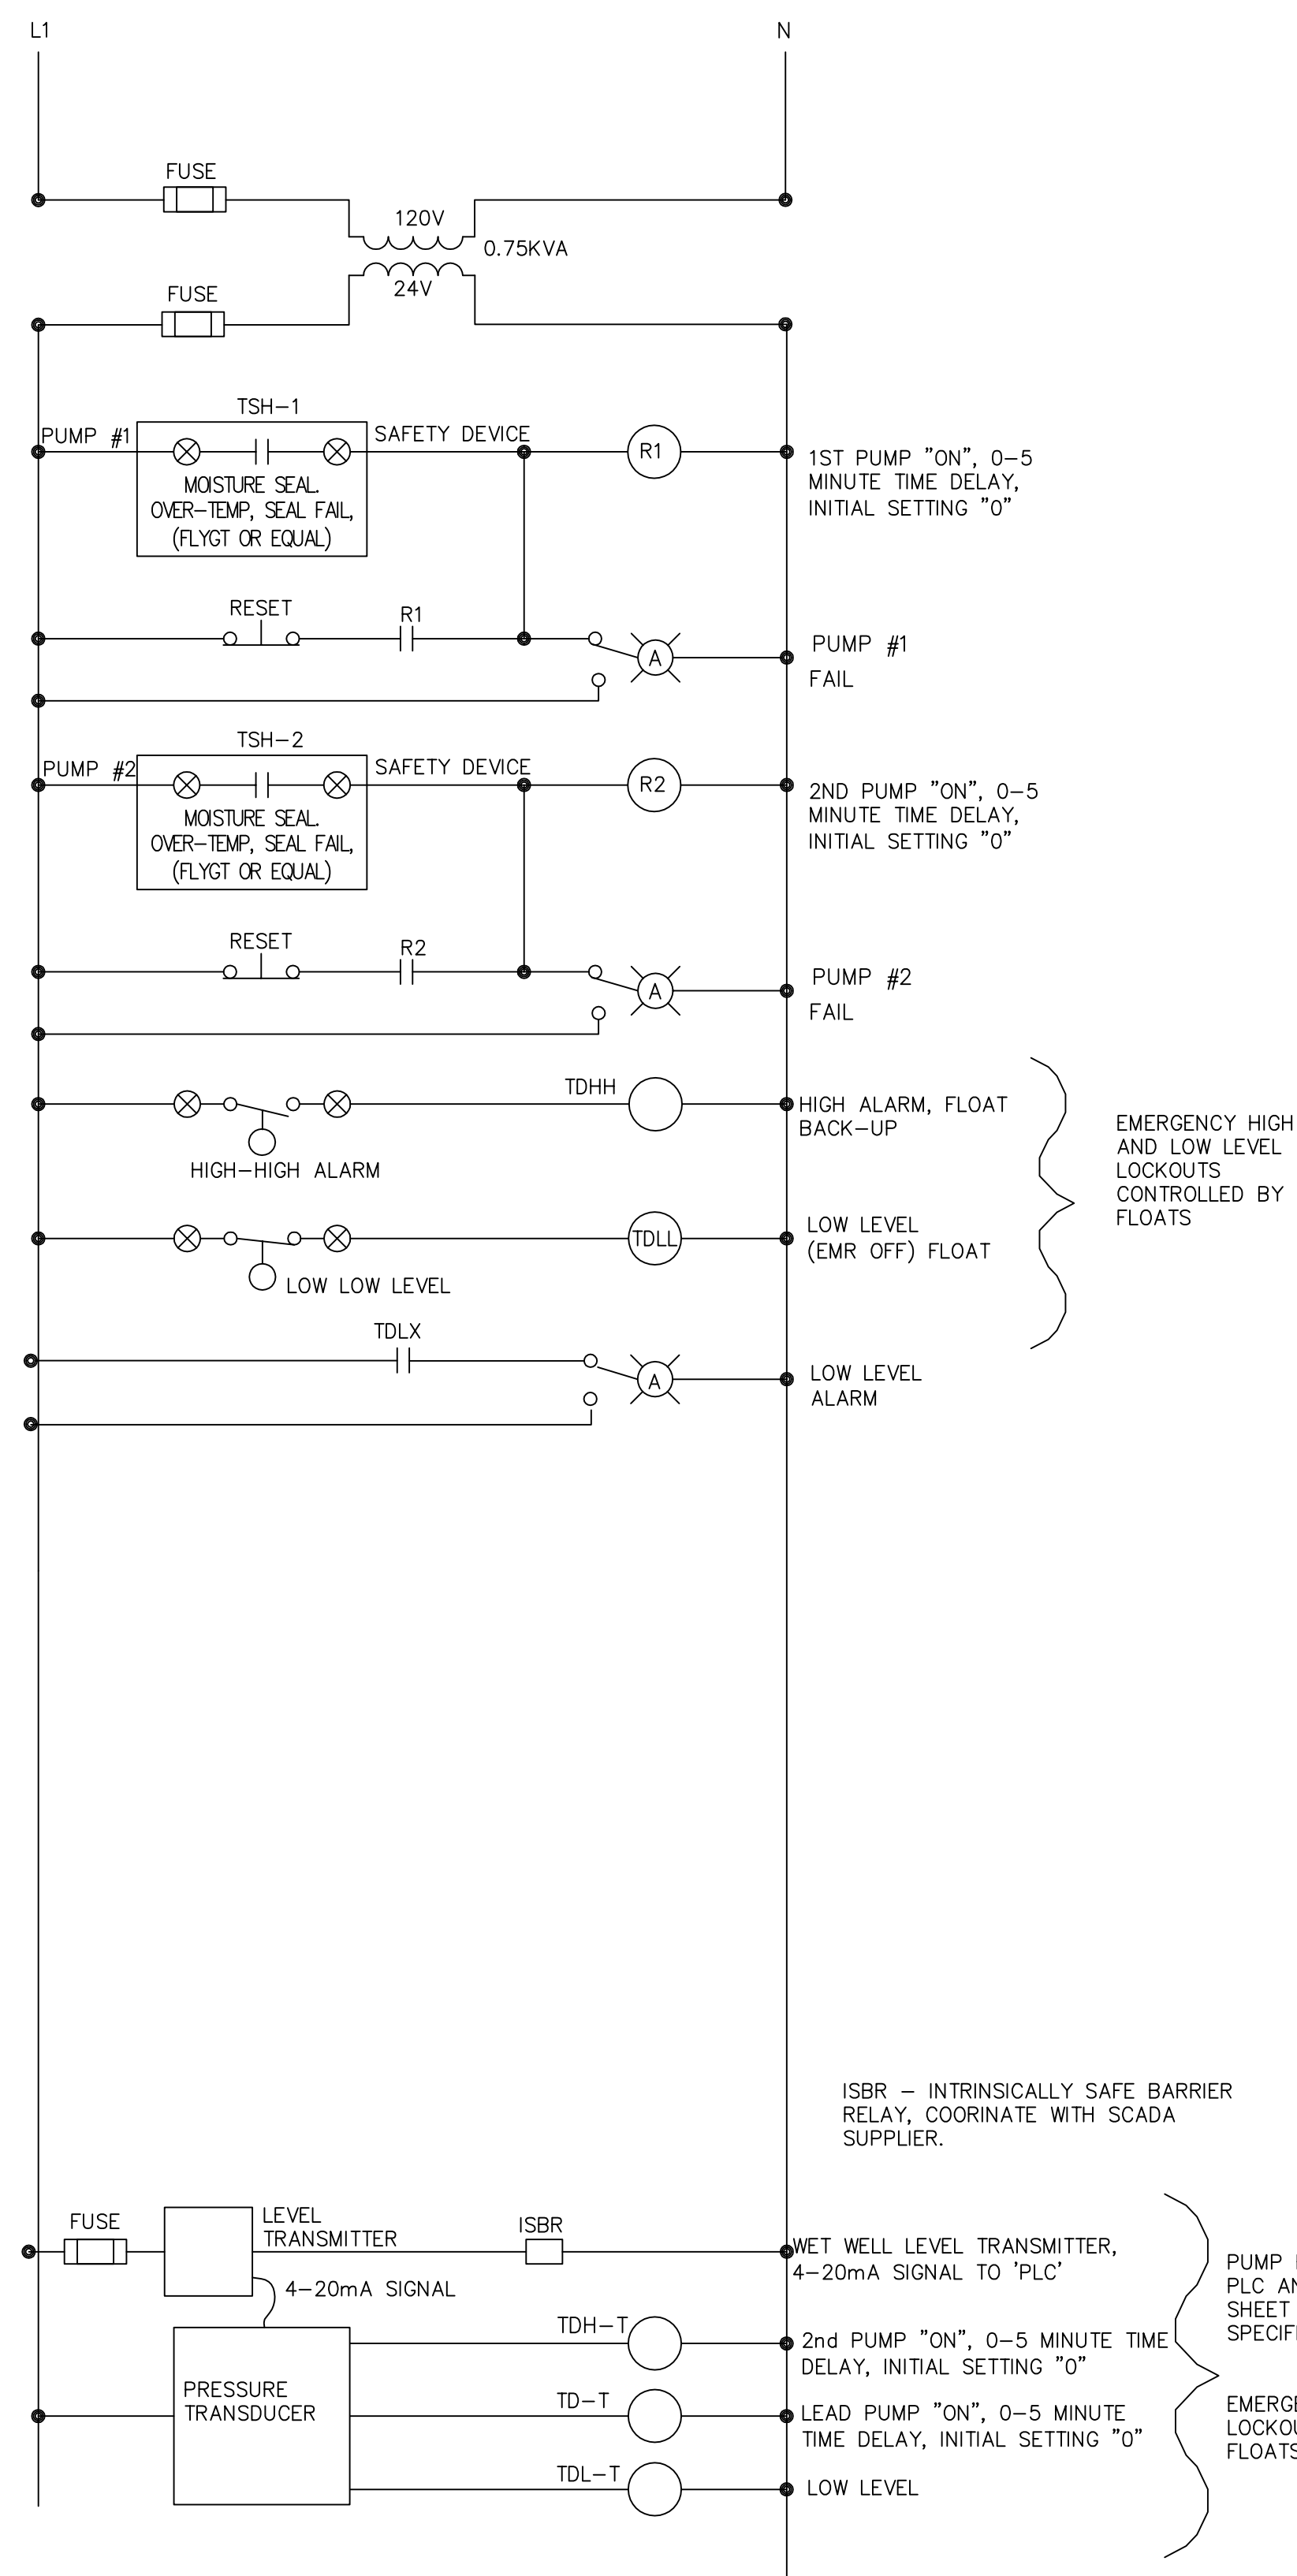 L1
N
FUSE
120V
0.75KVA
24V
FUSE
TSH-1
PUMP #1
SAFETY DEVICE
R1
MOISTURE SEAL.
OVER-TEMP, SEAL FAIL,
(FLYGT OR EQUAL)
1ST PUMP "ON", 0-5
MINUTE TIME DELAY,
INITIAL SETTING "0"
RESET
R1
A
PUMP #1
FAIL
TSH-2
PUMP #2
SAFETY DEVICE
R2
MOISTURE SEAL.
OVER-TEMP, SEAL FAIL,
(FLYGT OR EQUAL)
2ND PUMP "ON", 0-5
MINUTE TIME DELAY,
INITIAL SETTING "0"
RESET
R2
A
PUMP #2
FAIL
TDHH
HIGH-HIGH ALARM
HIGH ALARM, FLOAT
BACK-UP
EMERGENCY HIGH
AND LOW LEVEL
LOCKOUTS
CONTROLLED BY
FLOATS
TDLL
LOW LOW LEVEL
LOW LEVEL
(EMR OFF) FLOAT
TDLX
A
LOW LEVEL
ALARM
ISBR - INTRINSICALLY SAFE BARRIER
RELAY, COORINATE WITH SCADA
SUPPLIER.
FUSE
LEVEL
TRANSMITTER
ISBR
WET WELL LEVEL TRANSMITTER,
4-20mA SIGNAL TO 'PLC'
4-20mA SIGNAL
PRESSURE
TRANSDUCER
TDH-T
2nd PUMP "ON", 0-5 MINUTE TIME
DELAY, INITIAL SETTING "0"
TD-T
LEAD PUMP "ON", 0-5 MINUTE
TIME DELAY, INITIAL SETTING "0"
TDL-T
LOW LEVEL
PUMP
PLC
SHEET